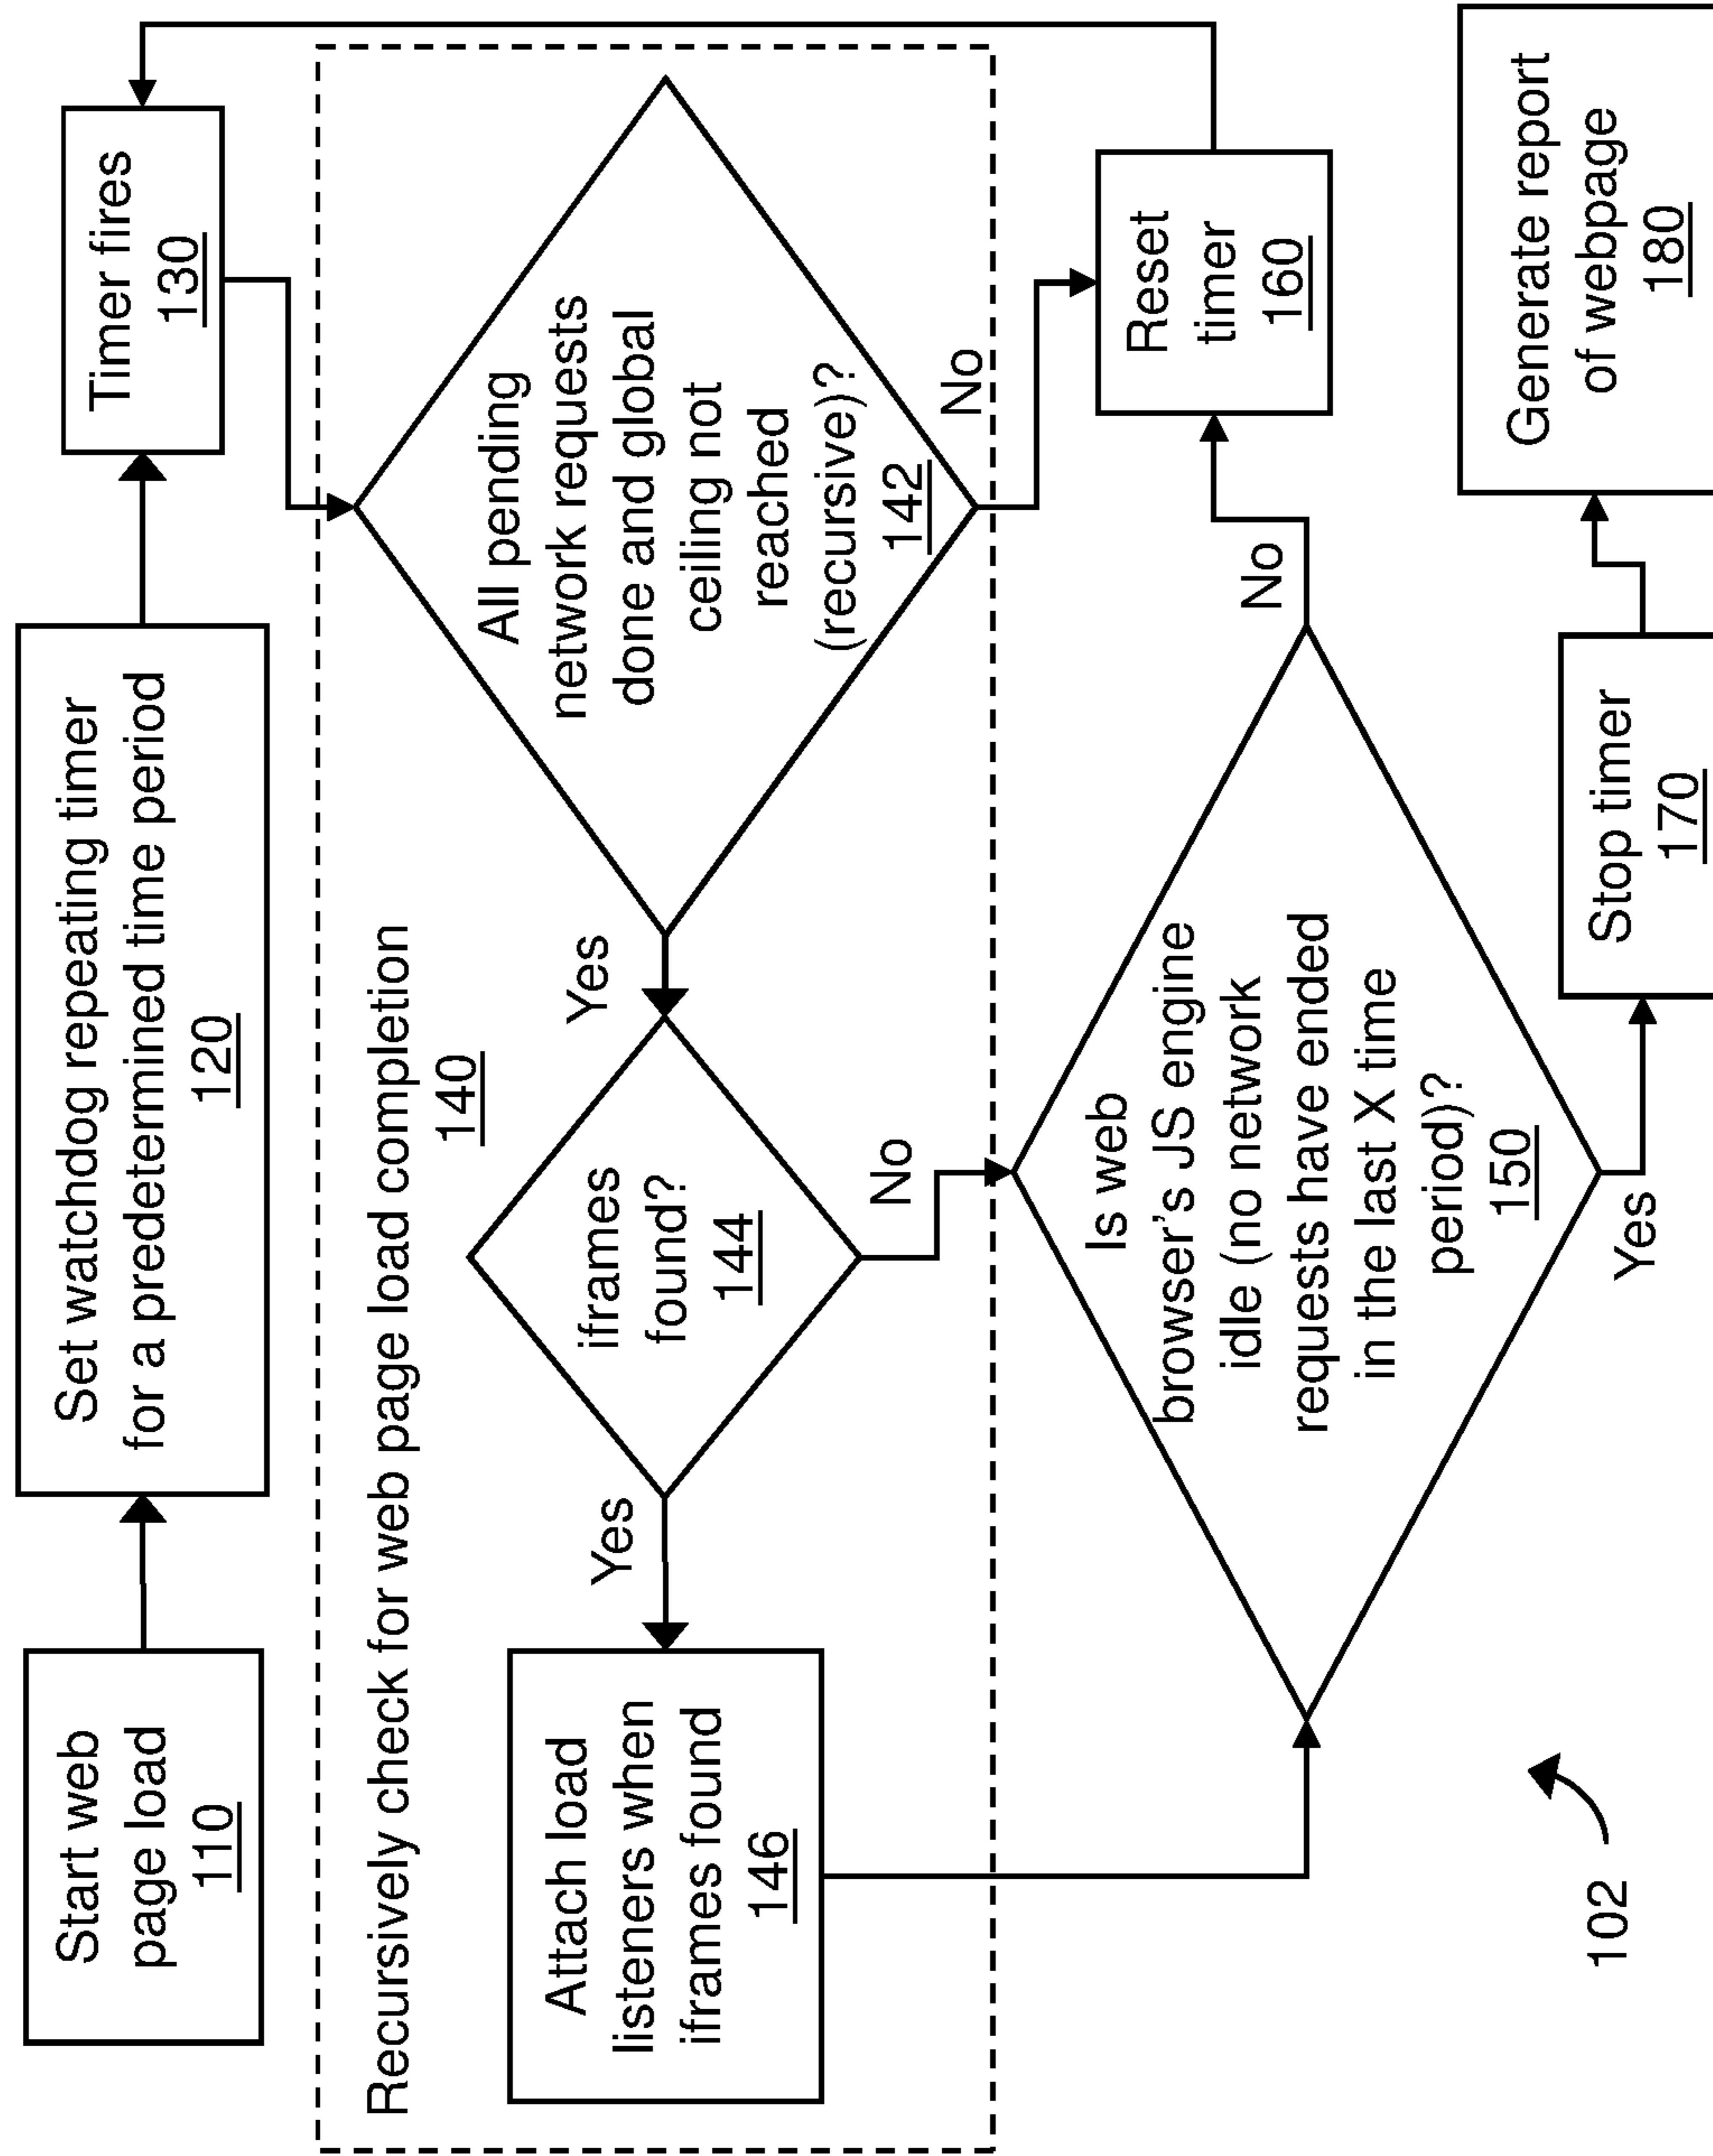 Start web
page load
110
Set watchdog repeating timer
for a predetermined time period
120
Timer fires
130
Recursively check for web page load completion
140
All pending
network requests
done and global
ceiling not
reached
(recursive)?
142
Yes
No
iframes
found?
144
Yes
No
Attach load
listeners when
iframes found
146
Is web
browser's JS engine
idle (no network
requests have ended
in the last X time
period)?
150
No
Yes
Reset
timer
160
Stop timer
170
Generate report
of webpage
180
102